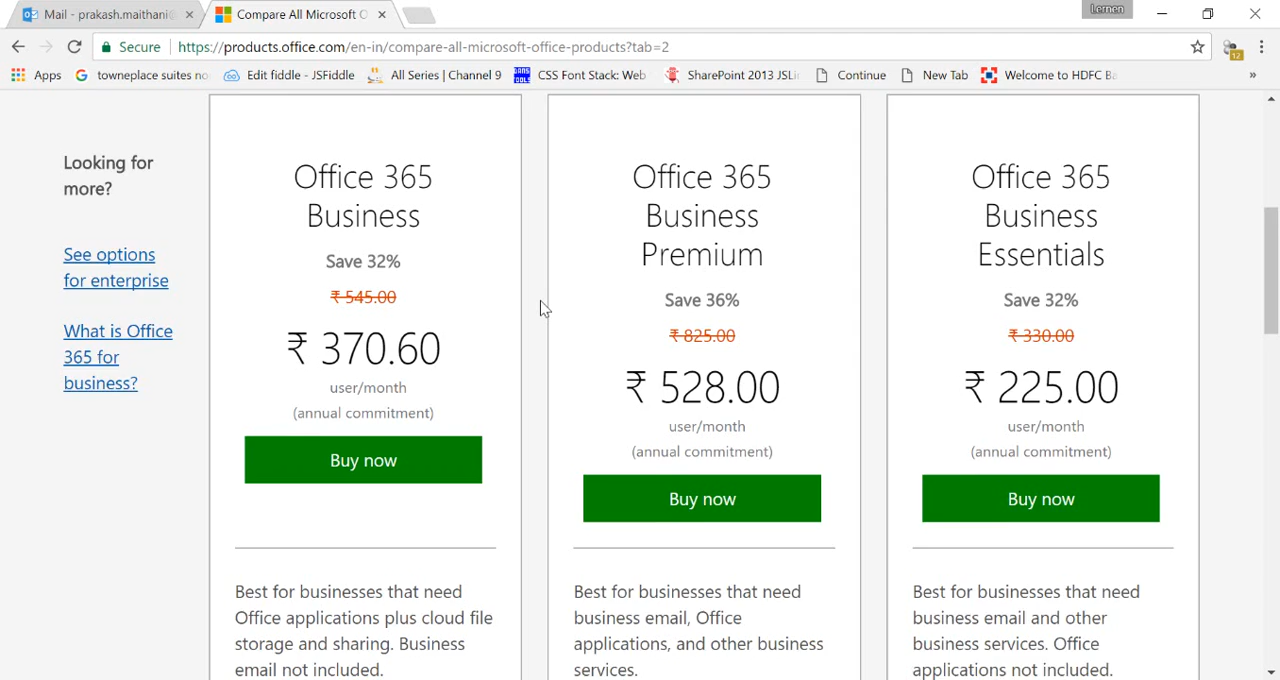 Mail - prakash.maithani@
Compare All Microsoft O
Lernen
Secure https://products.office.com/en-in/compare-all-microsoft-office-products?tab=2
12
Apps towneplace suites no Edit fiddle - JSFiddle All Series | Channel 9 CSS Font Stack: Web SharePoint 2013 JSLi Continue New Tab Welcome to HDFC Ba »
Looking for
more?
See options
for enterprise
What is Office
365 for
business?
Office 365
Business
Save 32%
₹ 545.00
₹ 370.60
user/month
(annual commitment)
Buy now
Best for businesses that need
Office applications plus cloud file
storage and sharing. Business
email not included.
Office 365
Business
Premium
Save 36%
₹ 825.00
₹ 528.00
user/month
(annual commitment)
Buy now
Best for businesses that need
business email, Office
applications, and other business
services.
Office 365
Business
Essentials
Save 32%
₹ 330.00
₹ 225.00
user/month
(annual commitment)
Buy now
Best for businesses that need
business email and other
business services. Office
applications not included.